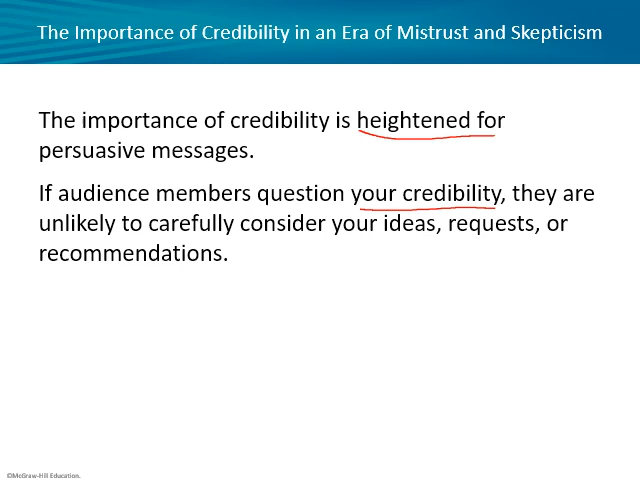 The Importance of Credibility in an Era of Mistrust and Skepticism
The importance of credibility is heightened for
persuasive messages.
If audience members question your credibility, they are
unlikely to carefully consider your ideas, requests, or
recommendations.
©McGraw-Hill Education.